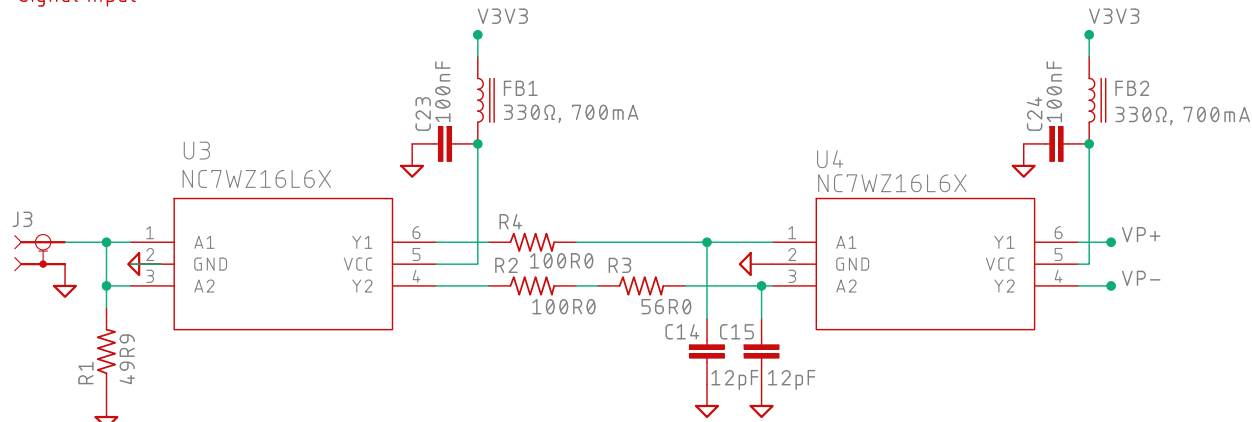 Signal Input
V3V3
C23
100nF
FB1
330Ω, 700mA
V3V3
C24
100nF
FB2
330Ω, 700mA
U3
NC7WZ16L6X
U4
NC7WZ16L6X
J3
1
2
3
A1
GND
A2
Y1
VCC
Y2
6
5
4
R4
100R0
R2
100R0
R3
56R0
1
2
3
A1
GND
A2
Y1
VCC
Y2
6
5
4
VP+
VP-
R1
49R9
C14
12pF
C15
12pF